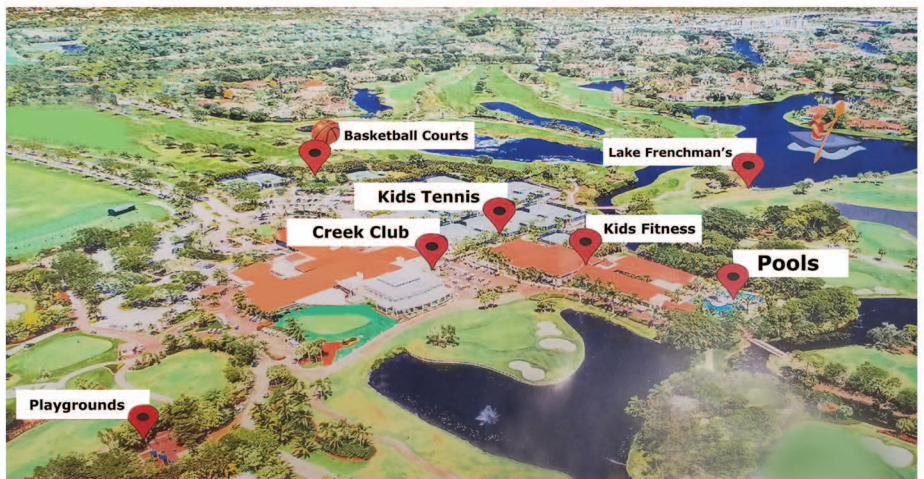 Basketball Courts
Lake Frenchman's
Kids Tennis
Creek Club
Kids Fitness
Pools
Playgrounds